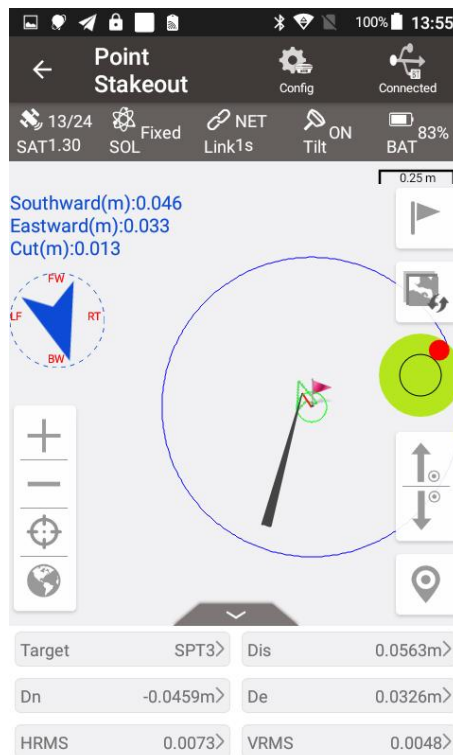 100% 13:55
Point
Stakeout
Config
Connected
13/24
SAT1.30
Fixed
SOL
NET
Link1s
ON
Tilt
83%
BAT
0.25 m
Southward(m):0.046
Eastward(m):0.033
Cut(m):0.013
FW
LF RT
BW
Target SPT3> Dis 0.0563m>
Dn -0.0459m> De 0.0326m>
HRMS 0.0073> VRMS 0.0048>